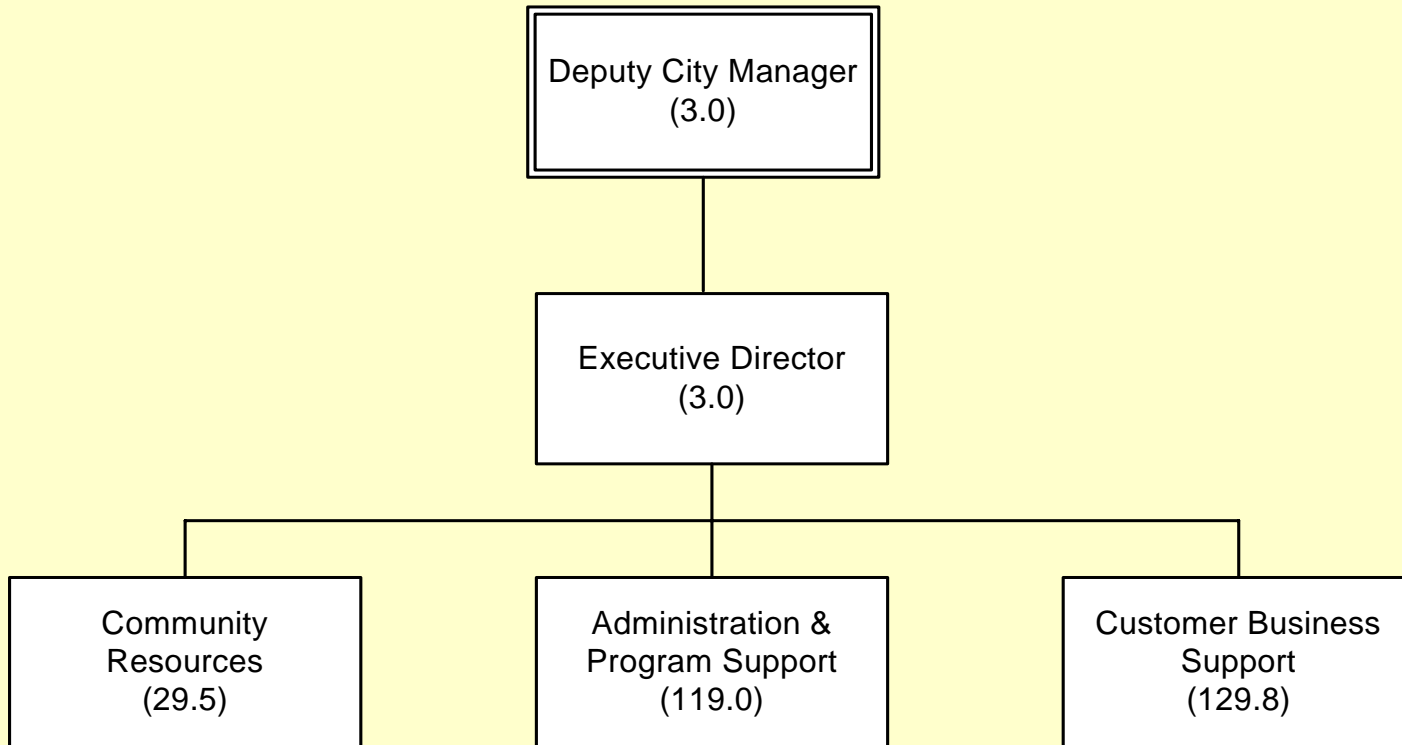 Deputy City Manager
(3.0)
Executive Director
(3.0)
Community
Resources
(29.5)
Administration &
Program Support
(119.0)
Customer Business
Support
(129.8)